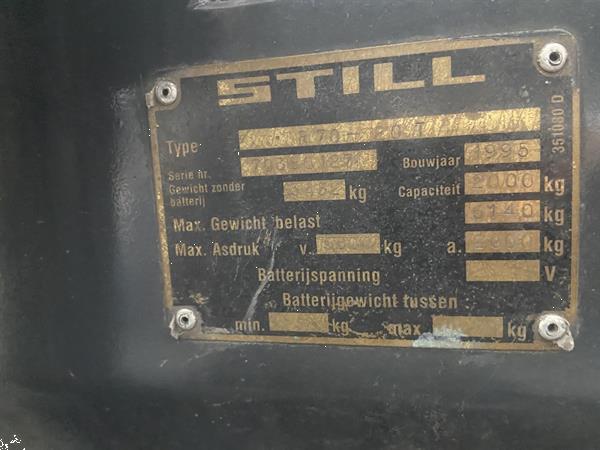 STILL
Type
Serie nr. Bouwjaar 1995
Gewicht zonder batterij kg Capaciteit 2000 kg
Max. Gewicht belast kg
Max. Asdruk v. kg a. kg
Batterijspanning V
Batterijgewicht tussen
min. kg max kg
351080 D